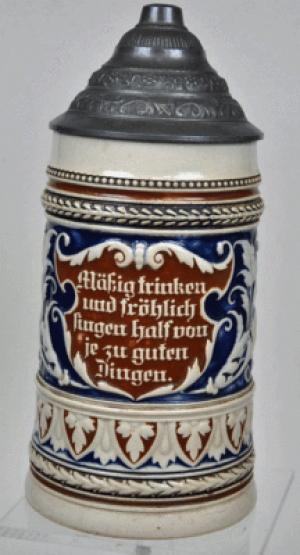 Mäßig trinken
und fröhlich
singen half von
je zu guten
Dingen.